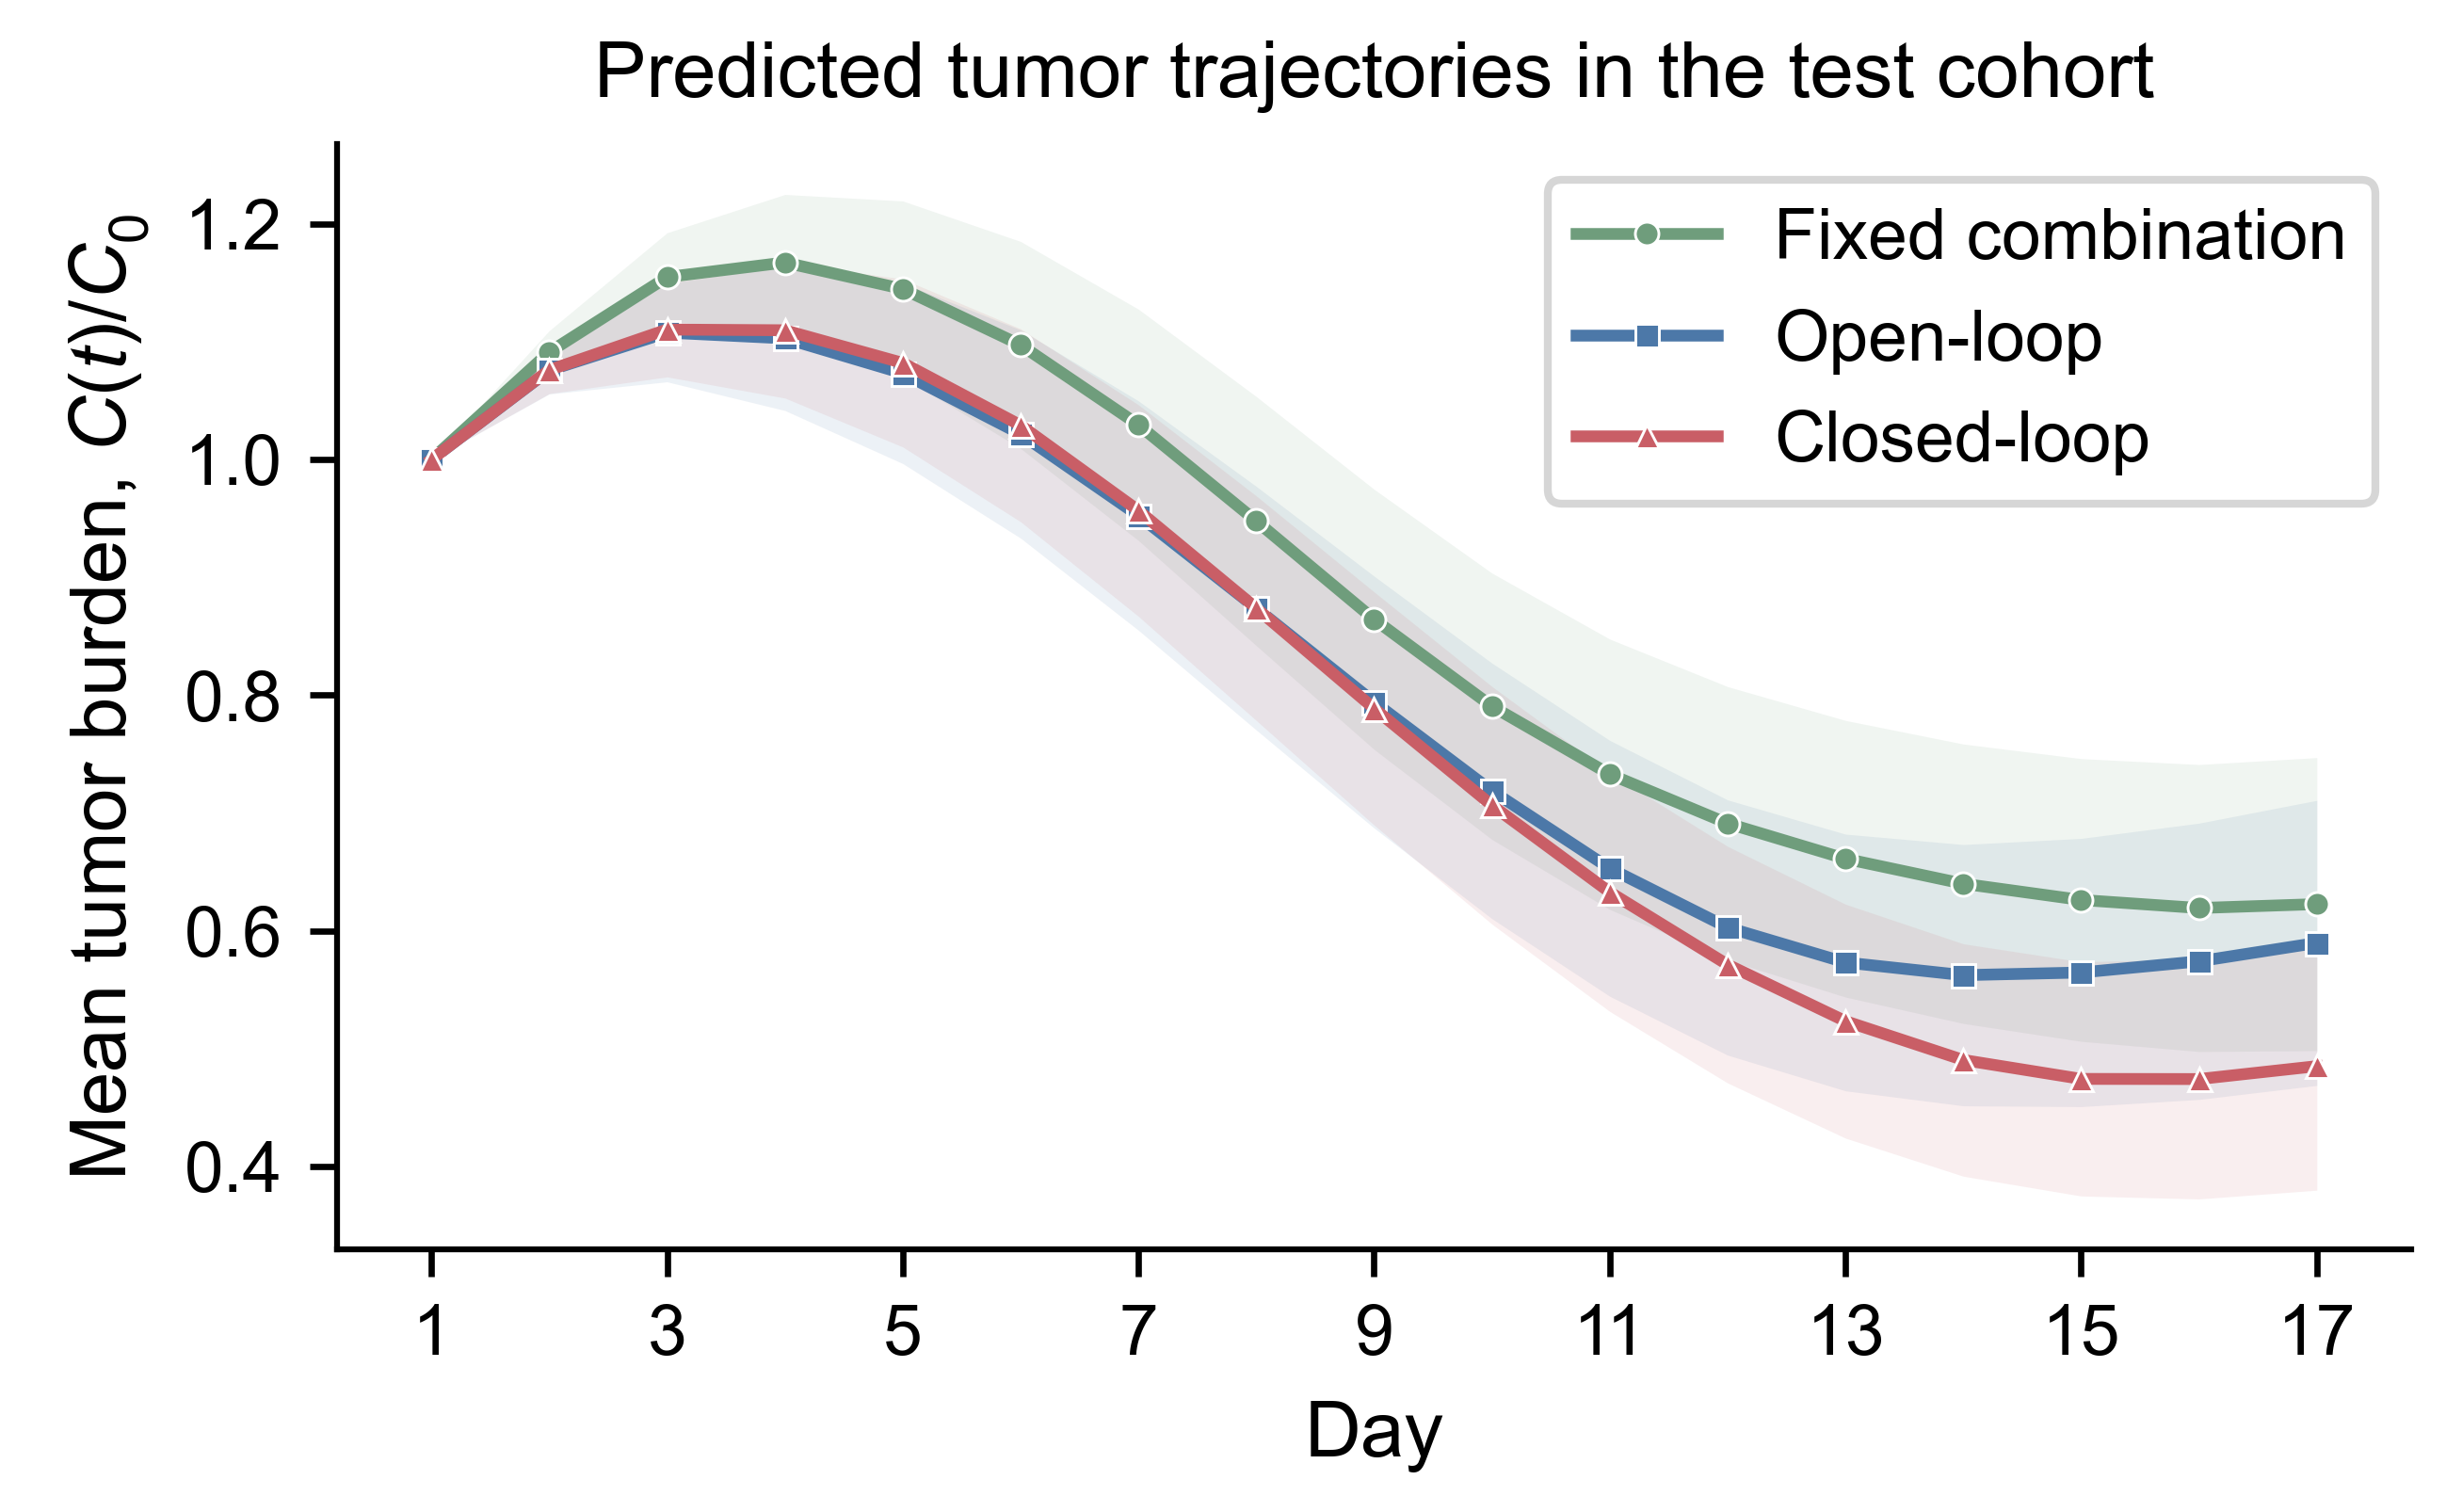 Predicted tumor trajectories in the test cohort
Mean tumor burden, C(t)/C₀
1.2
1.0
0.8
0.6
0.4
Fixed combination
Open-loop
Closed-loop
1 3 5 7 9 11 13 15 17
Day